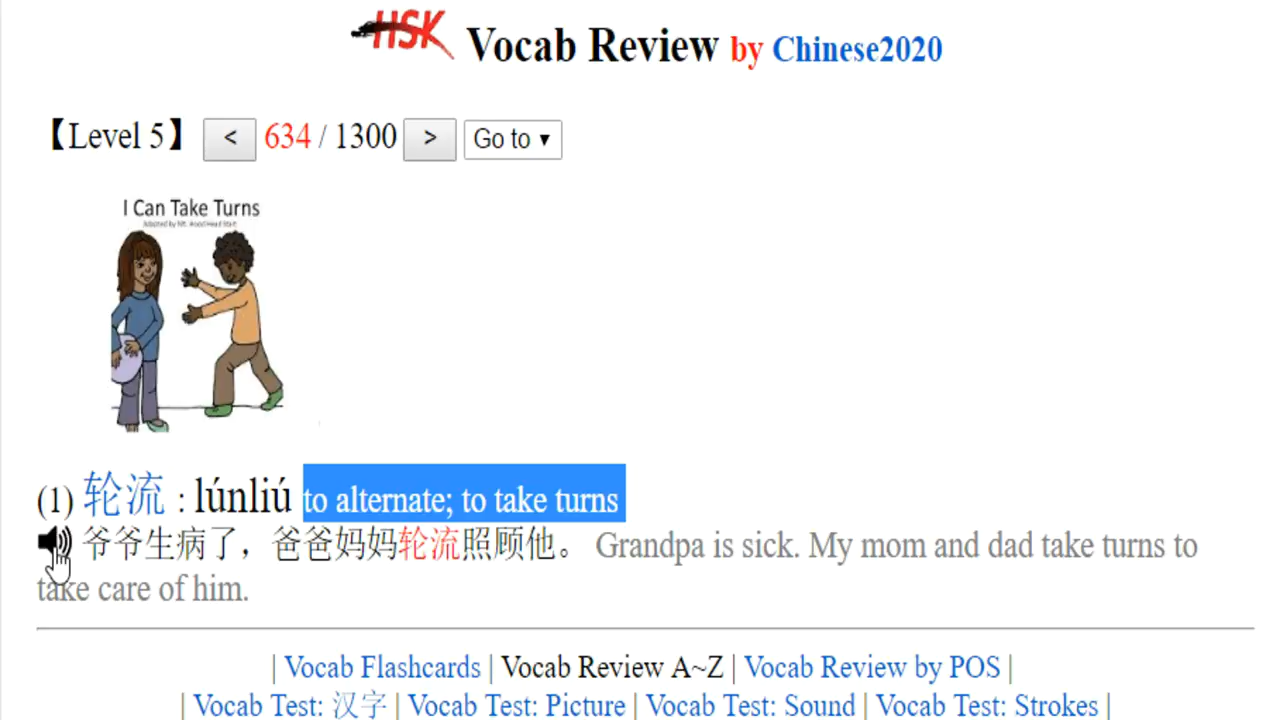 HSK Vocab Review by Chinese2020
【Level 5】 < 634 / 1300 > Go to ▾
I Can Take Turns
(1) 轮流 : lúnliú to alternate; to take turns
爷爷生病了，爸爸妈妈轮流照顾他。 Grandpa is sick. My mom and dad take turns to
take care of him.
| Vocab Flashcards | Vocab Review A~Z | Vocab Review by POS |
| Vocab Test: 汉字 | Vocab Test: Picture | Vocab Test: Sound | Vocab Test: Strokes |